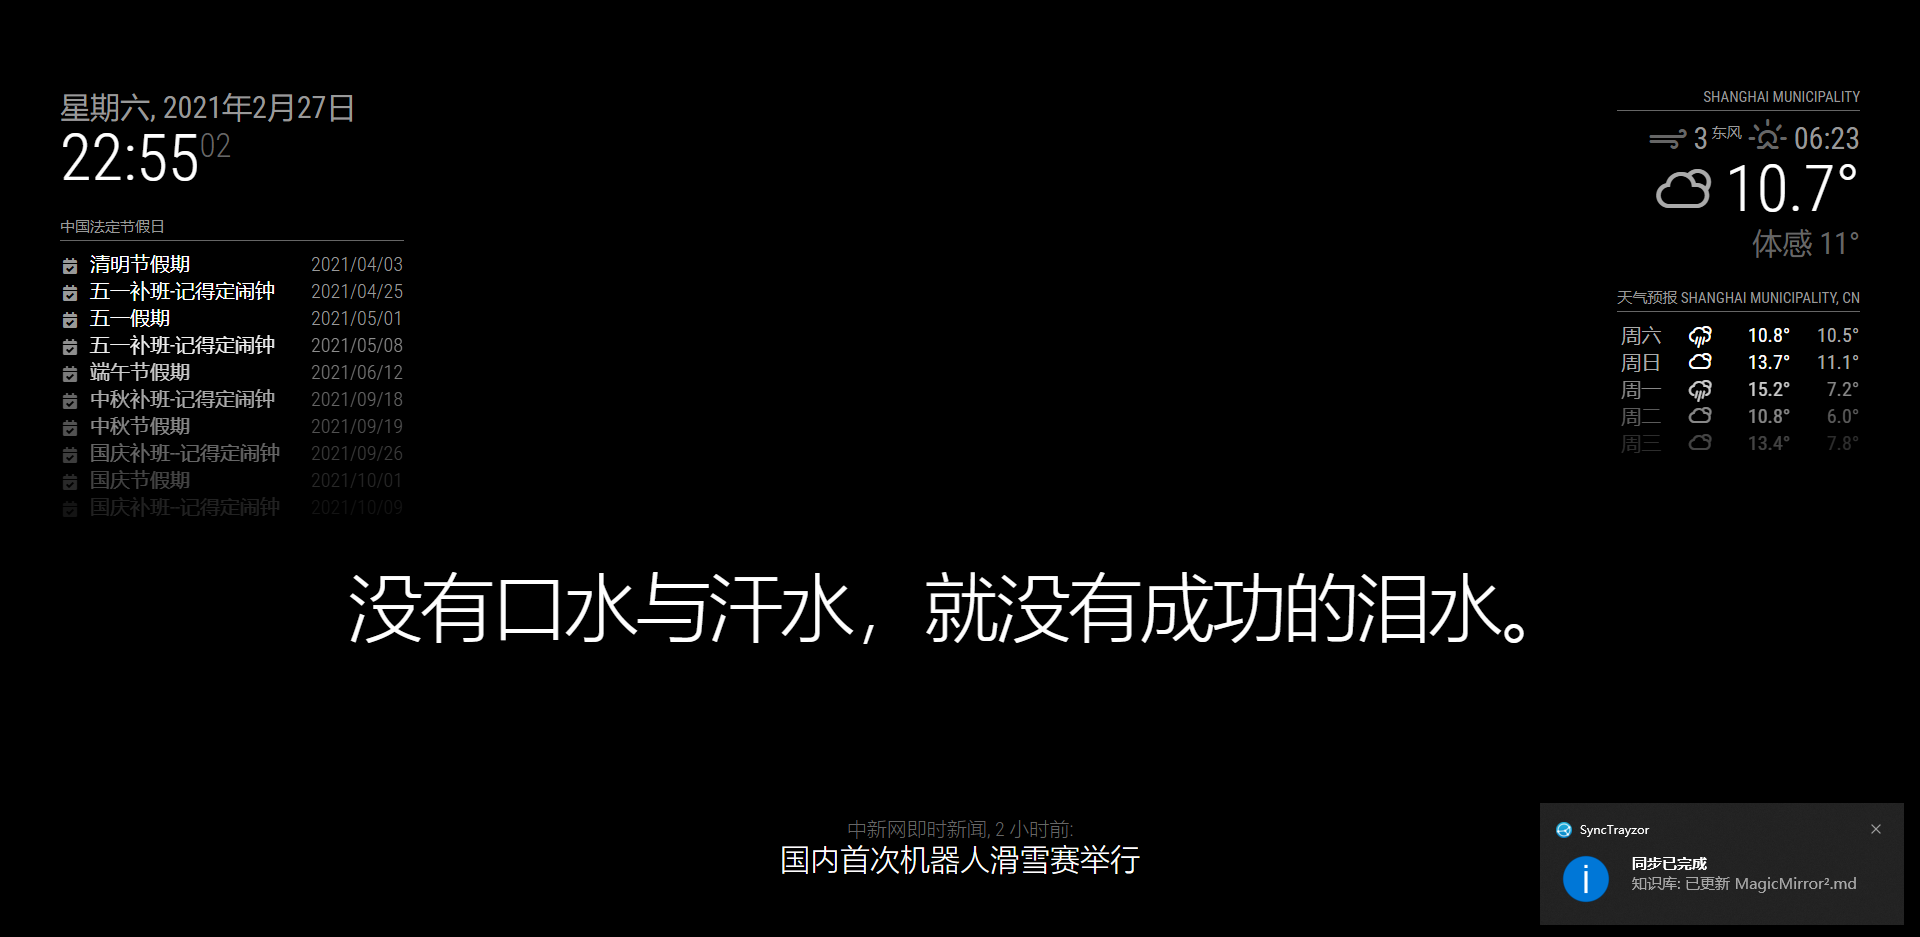 星期六, 2021年2月27日
22:55 02
中国法定节假日
清明节假期 2021/04/03
五一补班-记得定闹钟 2021/04/25
五一假期 2021/05/01
五一补班-记得定闹钟 2021/05/08
端午节假期 2021/06/12
中秋补班-记得定闹钟 2021/09/18
中秋节假期 2021/09/19
国庆补班--记得定闹钟 2021/09/26
国庆节假期 2021/10/01
国庆补班--记得定闹钟 2021/10/09
SHANGHAI MUNICIPALITY
3 东风 06:23
10.7°
体感 11°
天气预报 SHANGHAI MUNICIPALITY, CN
周六 10.8° 10.5°
周日 13.7° 11.1°
周一 15.2° 7.2°
周二 10.8° 6.0°
周三 13.4° 7.8°
没有口水与汗水，就没有成功的泪水。
中新网即时新闻, 2 小时前:
国内首次机器人滑雪赛举行
SyncTrayzor
同步已完成
知识库: 已更新 MagicMirror².md